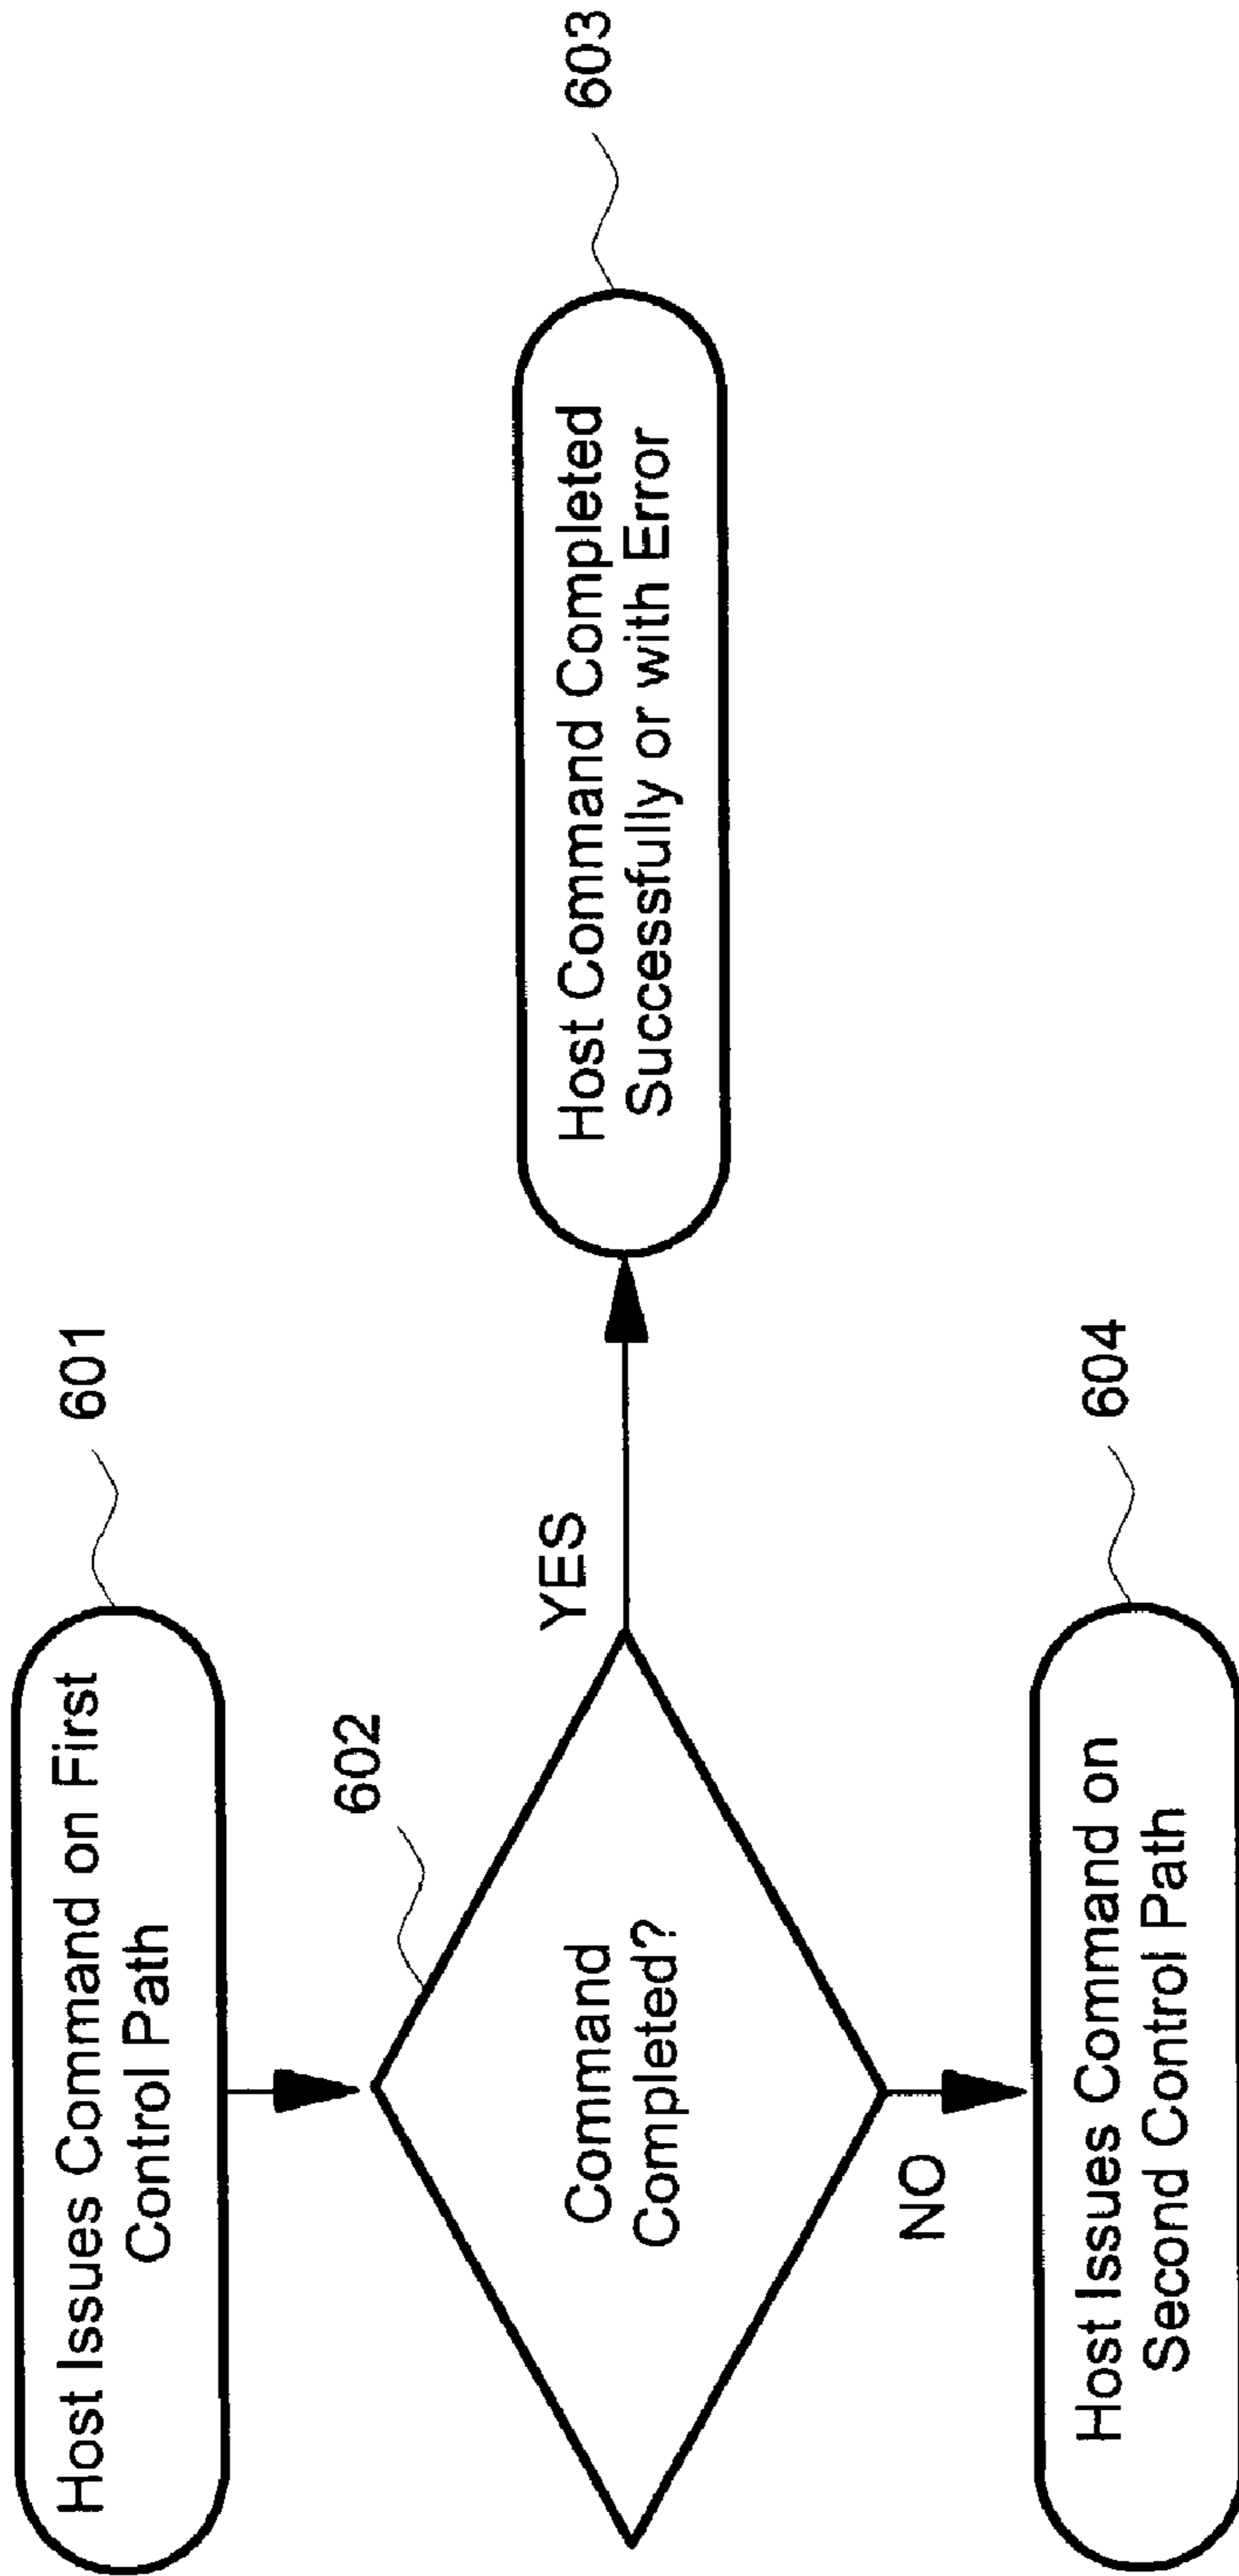 Host Issues Command on First
Control Path
601
602
Command
Completed?
YES
603
Host Command Completed
Successfully or with Error
NO
604
Host Issues Command on
Second Control Path